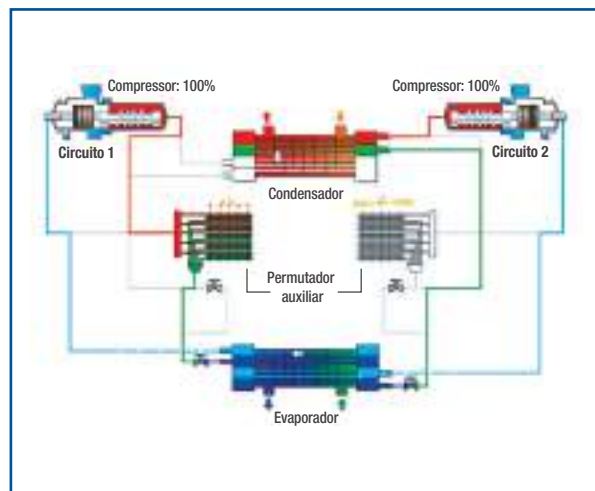 Compressor: 100%
Compressor: 100%
Circuito 1
Circuito 2
Condensador
Permutador
auxiliar
Evaporador